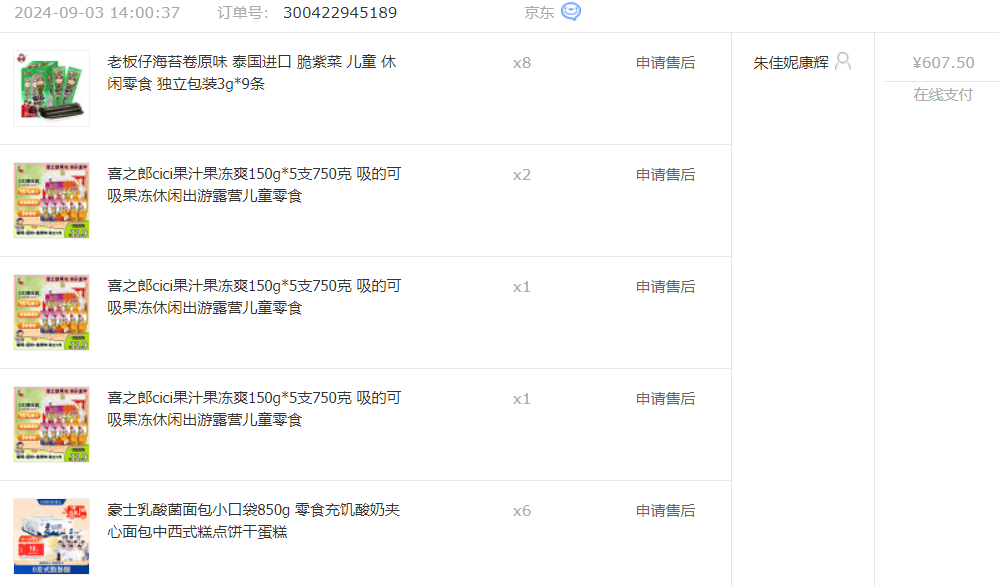 2024-09-03 14:00:37 订单号： 300422945189 京东
老板仔海苔卷原味 泰国进口 脆紫菜 儿童 休 x8 申请售后 朱佳妮康辉 ¥607.50
闲零食 独立包装3g*9条 在线支付
喜之郎cici果汁果冻爽150g*5支750克 吸的可 x2 申请售后
吸果冻休闲出游露营儿童零食
喜之郎cici果汁果冻爽150g*5支750克 吸的可 x1 申请售后
吸果冻休闲出游露营儿童零食
喜之郎cici果汁果冻爽150g*5支750克 吸的可 x1 申请售后
吸果冻休闲出游露营儿童零食
豪士乳酸菌面包小口袋850g 零食充饥酸奶夹 x6 申请售后
心面包中西式糕点饼干蛋糕